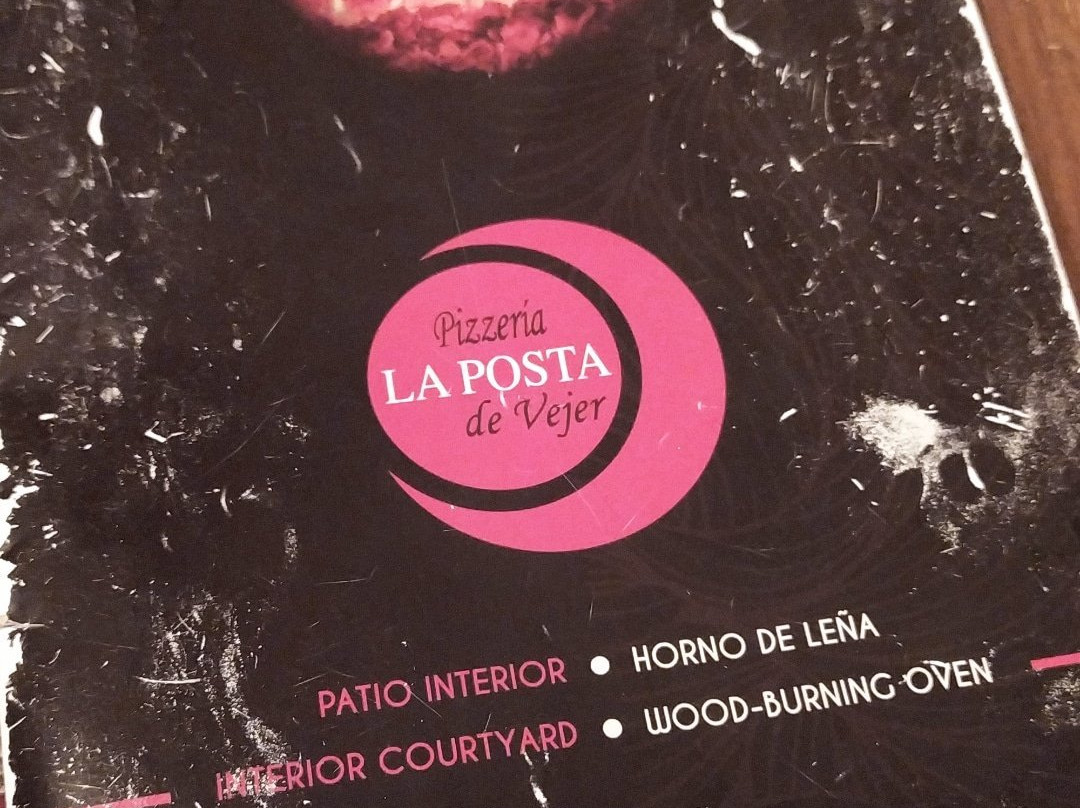 Pizzería
LA POSTA
de Vejer
PATIO INTERIOR • HORNO DE LEÑA
INTERIOR COURTYARD • WOOD-BURNING OVEN